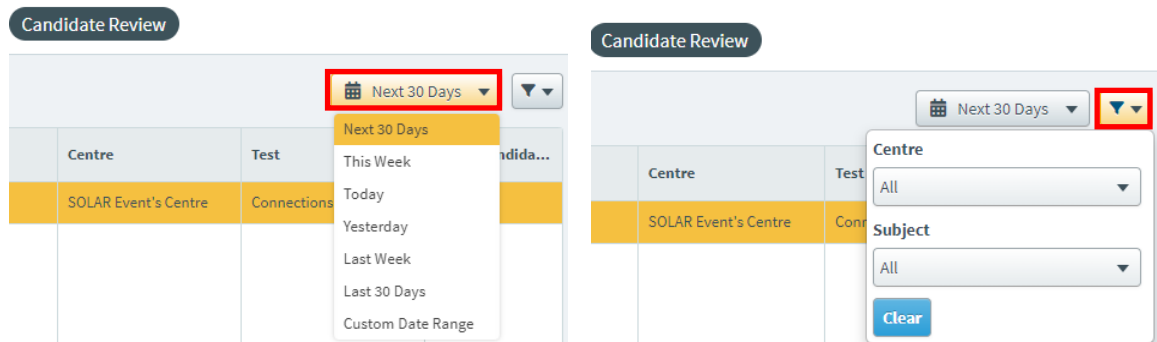 Candidate Review
Next 30 Days
Next 30 Days
This Week
Today
Yesterday
Last Week
Last 30 Days
Custom Date Range
Centre Test
SOLAR Event's Centre Connections
Candidate Review
Next 30 Days
Centre
All
Subject
All
Clear
Centre Test
SOLAR Event's Centre